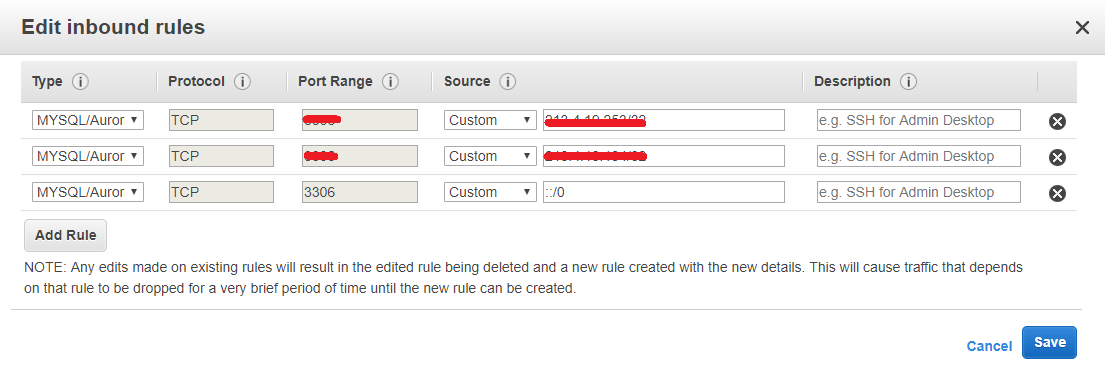 Edit inbound rules
Type Protocol Port Range Source Description
MYSQL/Auror TCP Custom e.g. SSH for Admin Desktop
MYSQL/Auror TCP Custom e.g. SSH for Admin Desktop
MYSQL/Auror TCP 3306 Custom ::/0 e.g. SSH for Admin Desktop
Add Rule
NOTE: Any edits made on existing rules will result in the edited rule being deleted and a new rule created with the new details. This will cause traffic that depends
on that rule to be dropped for a very brief period of time until the new rule can be created.
Cancel Save